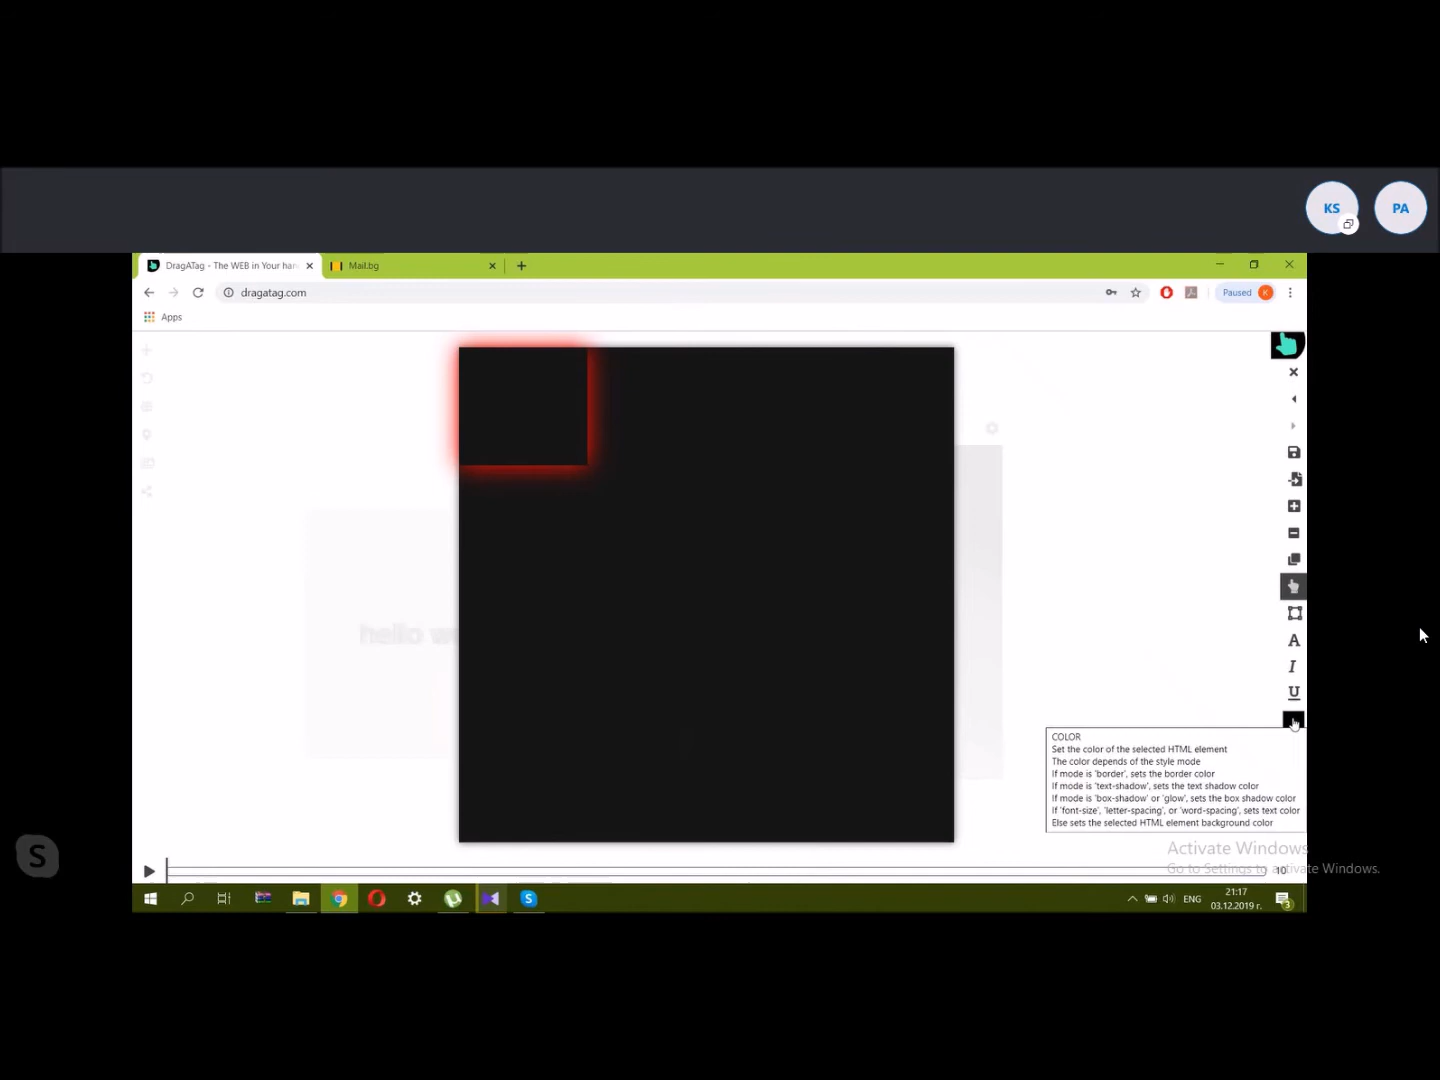 KS
PA
DragATag - The WEB in Your han
Mail.bg
dragatag.com
Paused
K
Apps
hello we
A
I
U
COLOR
Set the color of the selected HTML element
The color depends of the style mode
If mode is 'border', sets the border color
If mode is 'text-shadow', sets the text shadow color
If mode is 'box-shadow' or 'glow', sets the box shadow color
If 'font-size', 'letter-spacing', or 'word-spacing', sets text color
Else sets the selected HTML element background color
Activate Windows
Go to Settings to activate Windows.
10
S
ENG
21:17
03.12.2019 г.
3